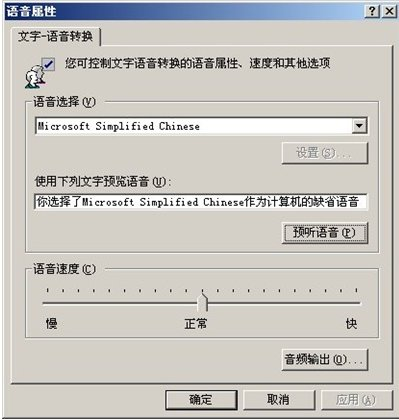 语音属性
文字-语音转换
您可控制文字语音转换的语音属性、速度和其他选项
语音选择(V)
Microsoft Simplified Chinese
设置(S)...
使用下列文字预览语音(U):
你选择了Microsoft Simplified Chinese作为计算机的缺省语音
预听语音(P)
语音速度(C)
慢 正常 快
音频输出(O)...
确定 取消 应用(A)